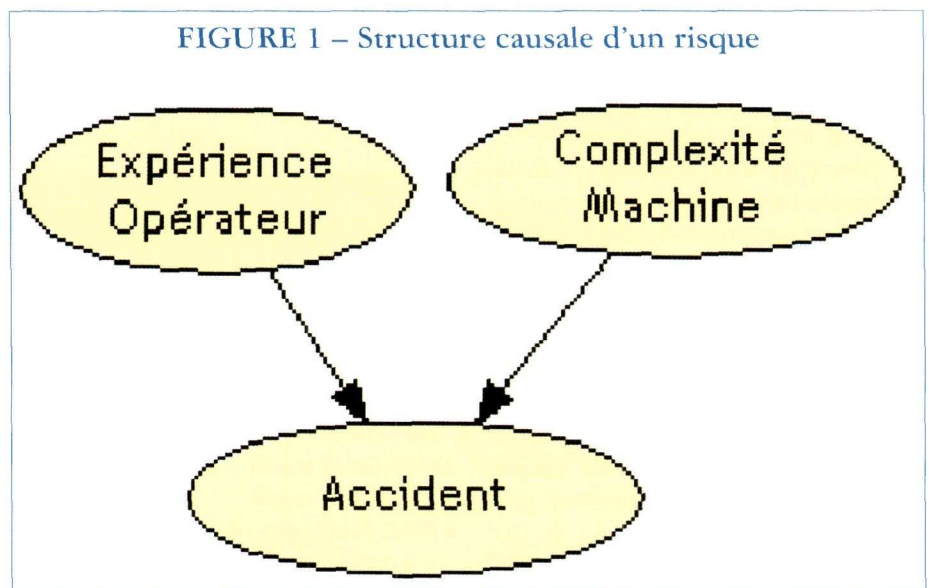 FIGURE 1 – Structure causale d'un risque
Expérience
Opérateur
Complexité
Machine
Accident